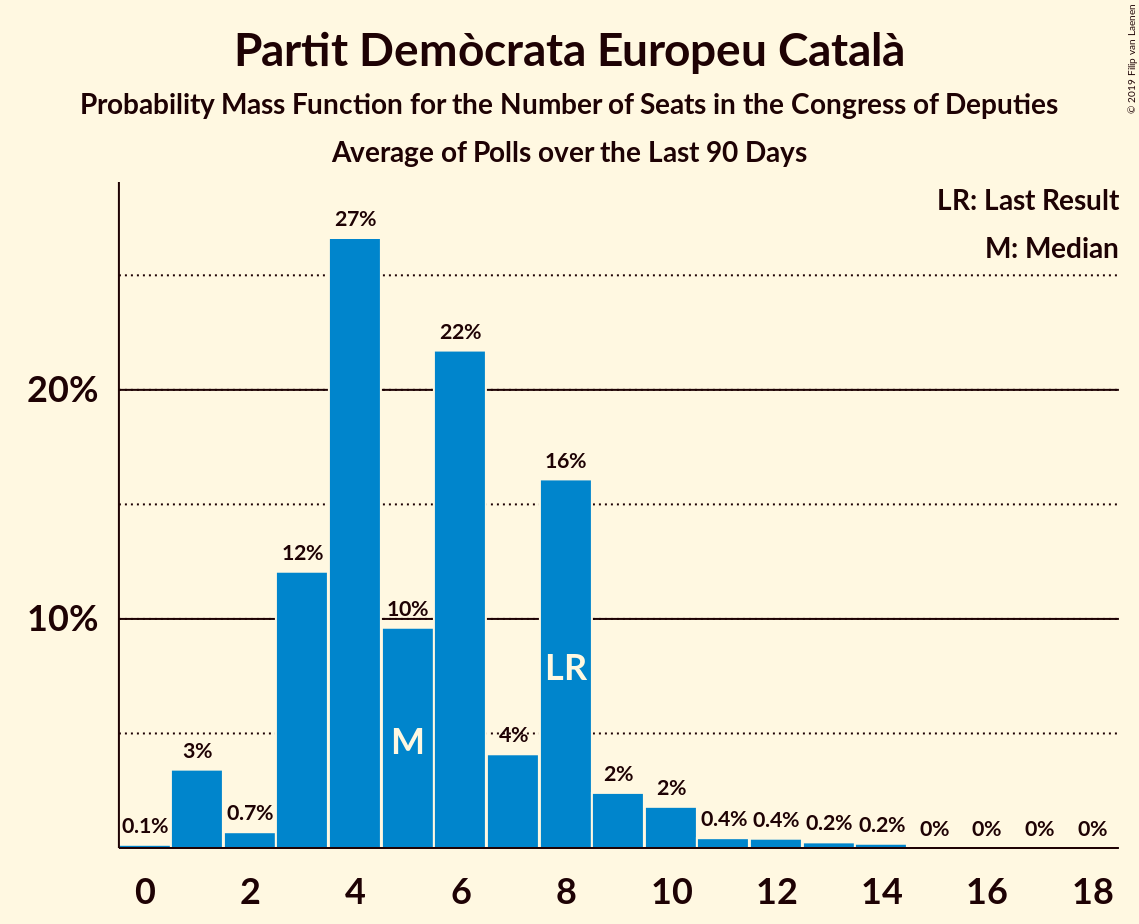 Partit Demòcrata Europeu Català
Probability Mass Function for the Number of Seats in the Congress of Deputies
Average of Polls over the Last 90 Days
© 2019 Filip van Laenen
LR: Last Result
M: Median
27%
22%
20%
16%
12%
10%
10%
LR
M
4%
3%
2%
2%
0.1%
0.7%
0.4%
0.4%
0.2%
0.2%
0%
0%
0%
0%
0 2 4 6 8 10 12 14 16 18